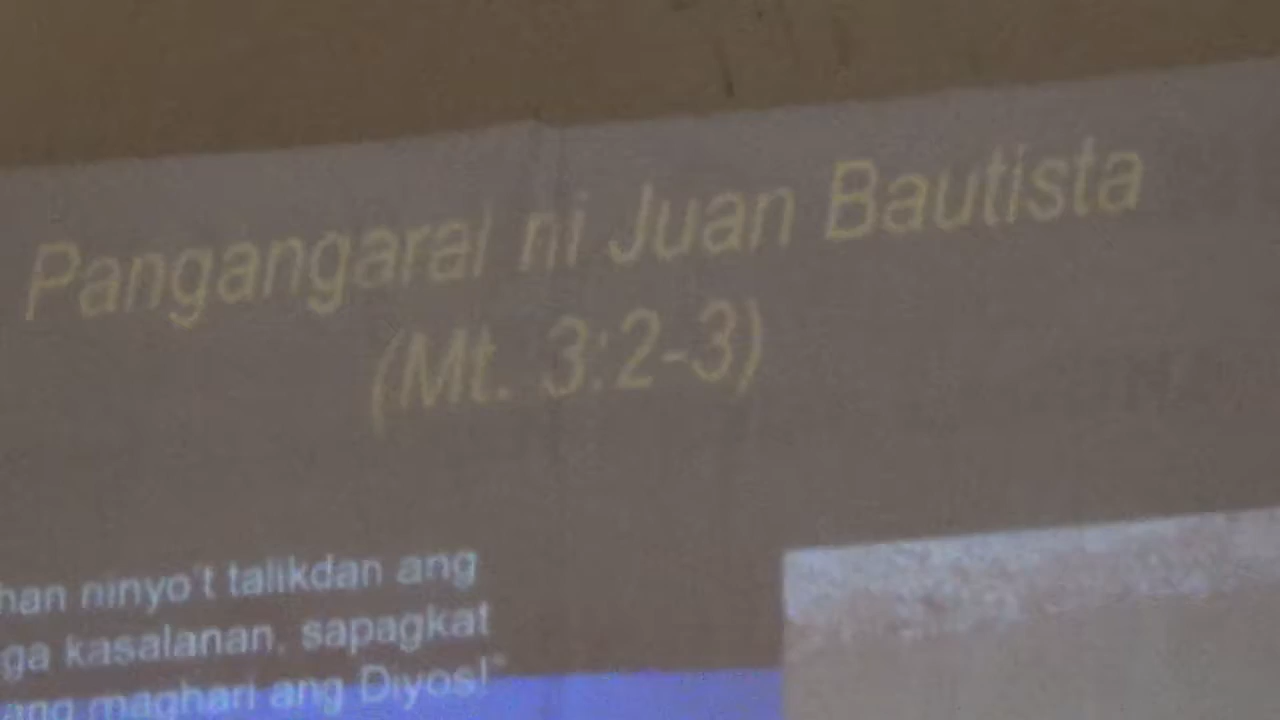 Pangangaral ni Juan Bautista
(Mt. 3:2-3)
han ninyo't talikdan ang
ga kasalanan, sapagkat
ang maghari ang Diyos!"